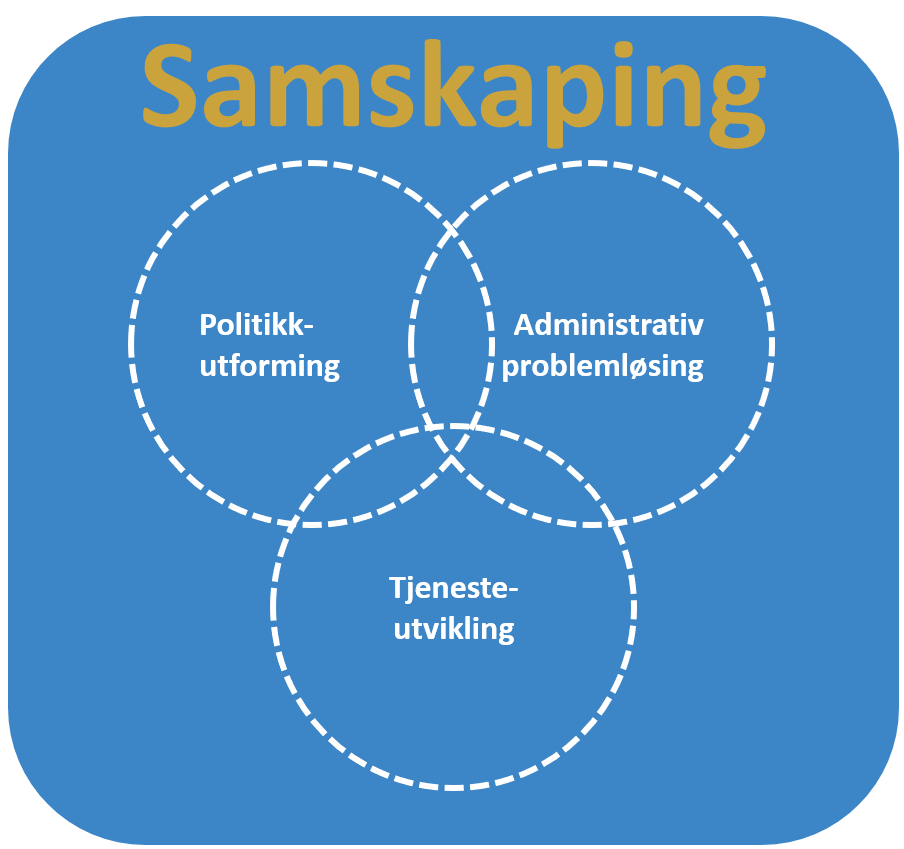 Samskaping
Politikk-
utforming
Administrativ
problemløsing
Tjeneste-
utvikling